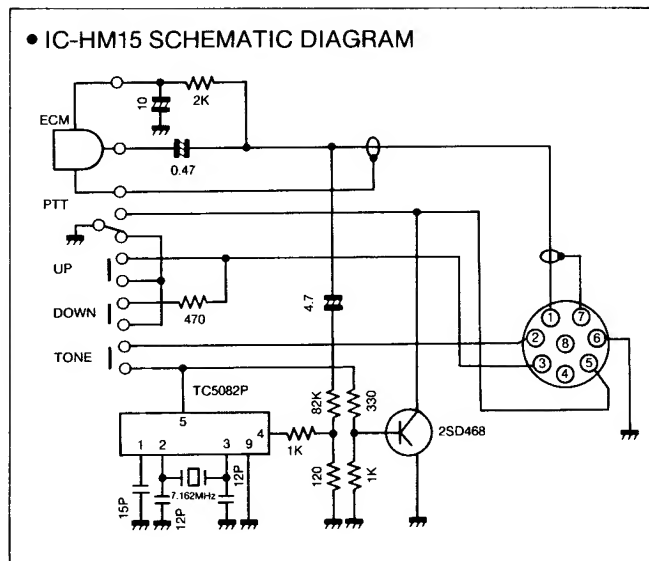 ● IC-HM15 SCHEMATIC DIAGRAM
ECM
10
2K
0.47
PTT
UP
DOWN
470
TONE
4.7
1
7
2
8
6
3
4
5
TC5082P
82K
330
5
4
1K
2SD468
1
2
3
9
12P
120
1K
7.162MHz
15P
12P